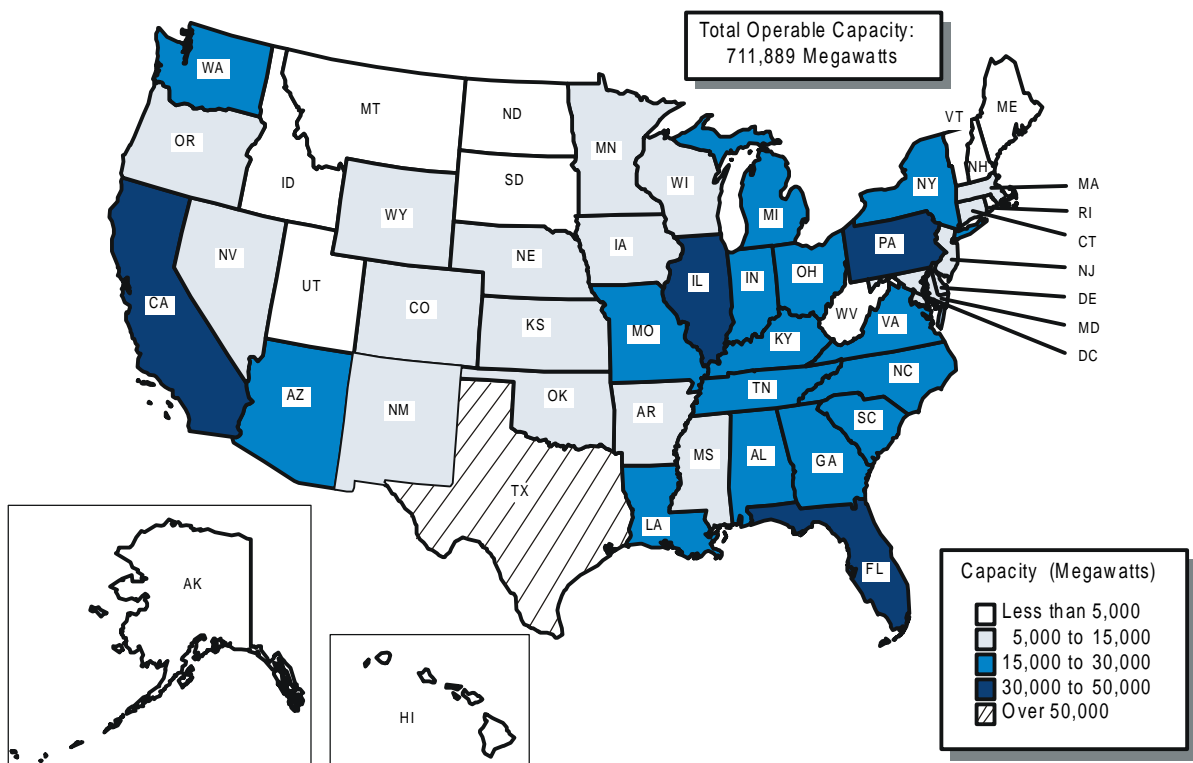 Total Operable Capacity:
711,889 Megawatts
WA
MT
ND
MN
VT
ME
OR
ID
SD
WI
MI
NY
NH
MA
RI
CT
NJ
DE
MD
DC
WY
NV
UT
CA
CO
NE
IA
IL
IN
OH
PA
WV
VA
KS
MO
KY
NC
TN
SC
AZ
NM
OK
AR
MS
AL
GA
TX
LA
FL
AK
HI
Capacity (Megawatts)
Less than 5,000
5,000 to 15,000
15,000 to 30,000
30,000 to 50,000
Over 50,000